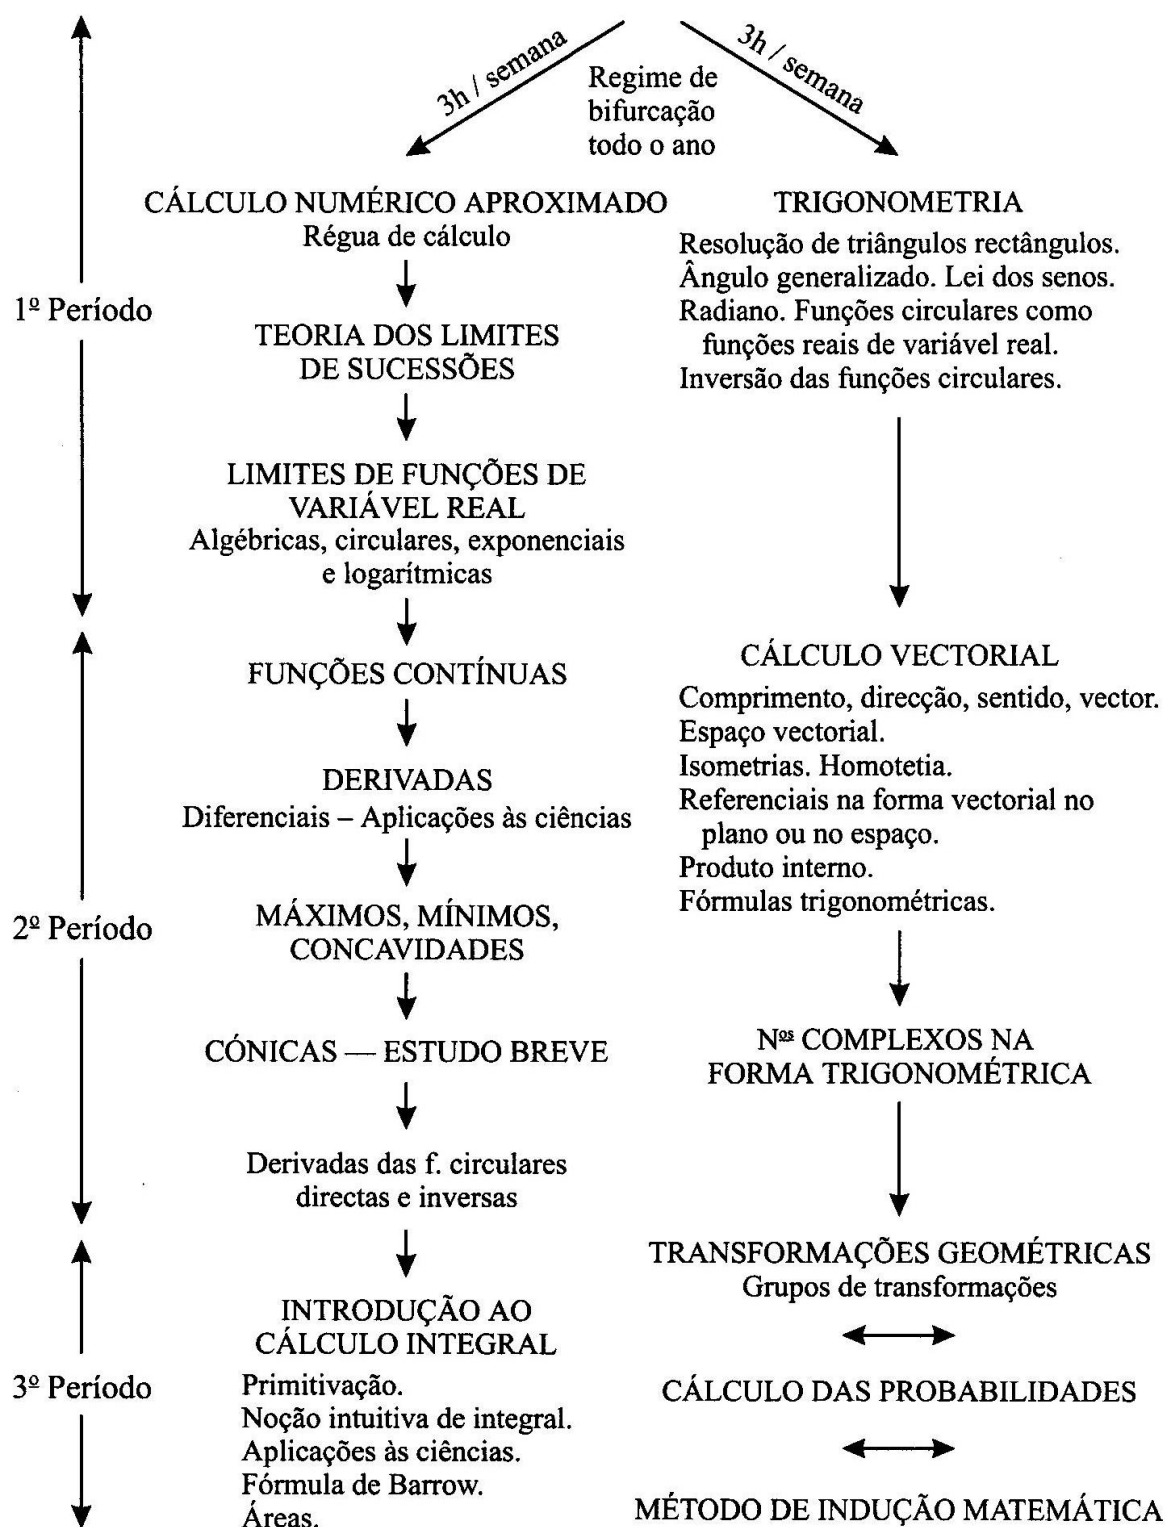 3h / semana
3h / semana
Regime de
bifurcação
todo o ano
1º Período
CÁLCULO NUMÉRICO APROXIMADO
Régua de cálculo
TEORIA DOS LIMITES
DE SUCESSÕES
LIMITES DE FUNÇÕES DE
VARIÁVEL REAL
Algébricas, circulares, exponenciais
e logarítmicas
TRIGONOMETRIA
Resolução de triângulos rectângulos.
Ângulo generalizado. Lei dos senos.
Radiano. Funções circulares como
funções reais de variável real.
Inversão das funções circulares.
2º Período
FUNÇÕES CONTÍNUAS
DERIVADAS
Diferenciais – Aplicações às ciências
MÁXIMOS, MÍNIMOS,
CONCAVIDADES
CÓNICAS — ESTUDO BREVE
Derivadas das f. circulares
directas e inversas
CÁLCULO VECTORIAL
Comprimento, direcção, sentido, vector.
Espaço vectorial.
Isometrias. Homotetia.
Referenciais na forma vectorial no
plano ou no espaço.
Produto interno.
Fórmulas trigonométricas.
Nºˢ COMPLEXOS NA
FORMA TRIGONOMÉTRICA
3º Período
INTRODUÇÃO AO
CÁLCULO INTEGRAL
Primitivação.
Noção intuitiva de integral.
Aplicações às ciências.
Fórmula de Barrow.
Áreas.
TRANSFORMAÇÕES GEOMÉTRICAS
Grupos de transformações
CÁLCULO DAS PROBABILIDADES
MÉTODO DE INDUÇÃO MATEMÁTICA